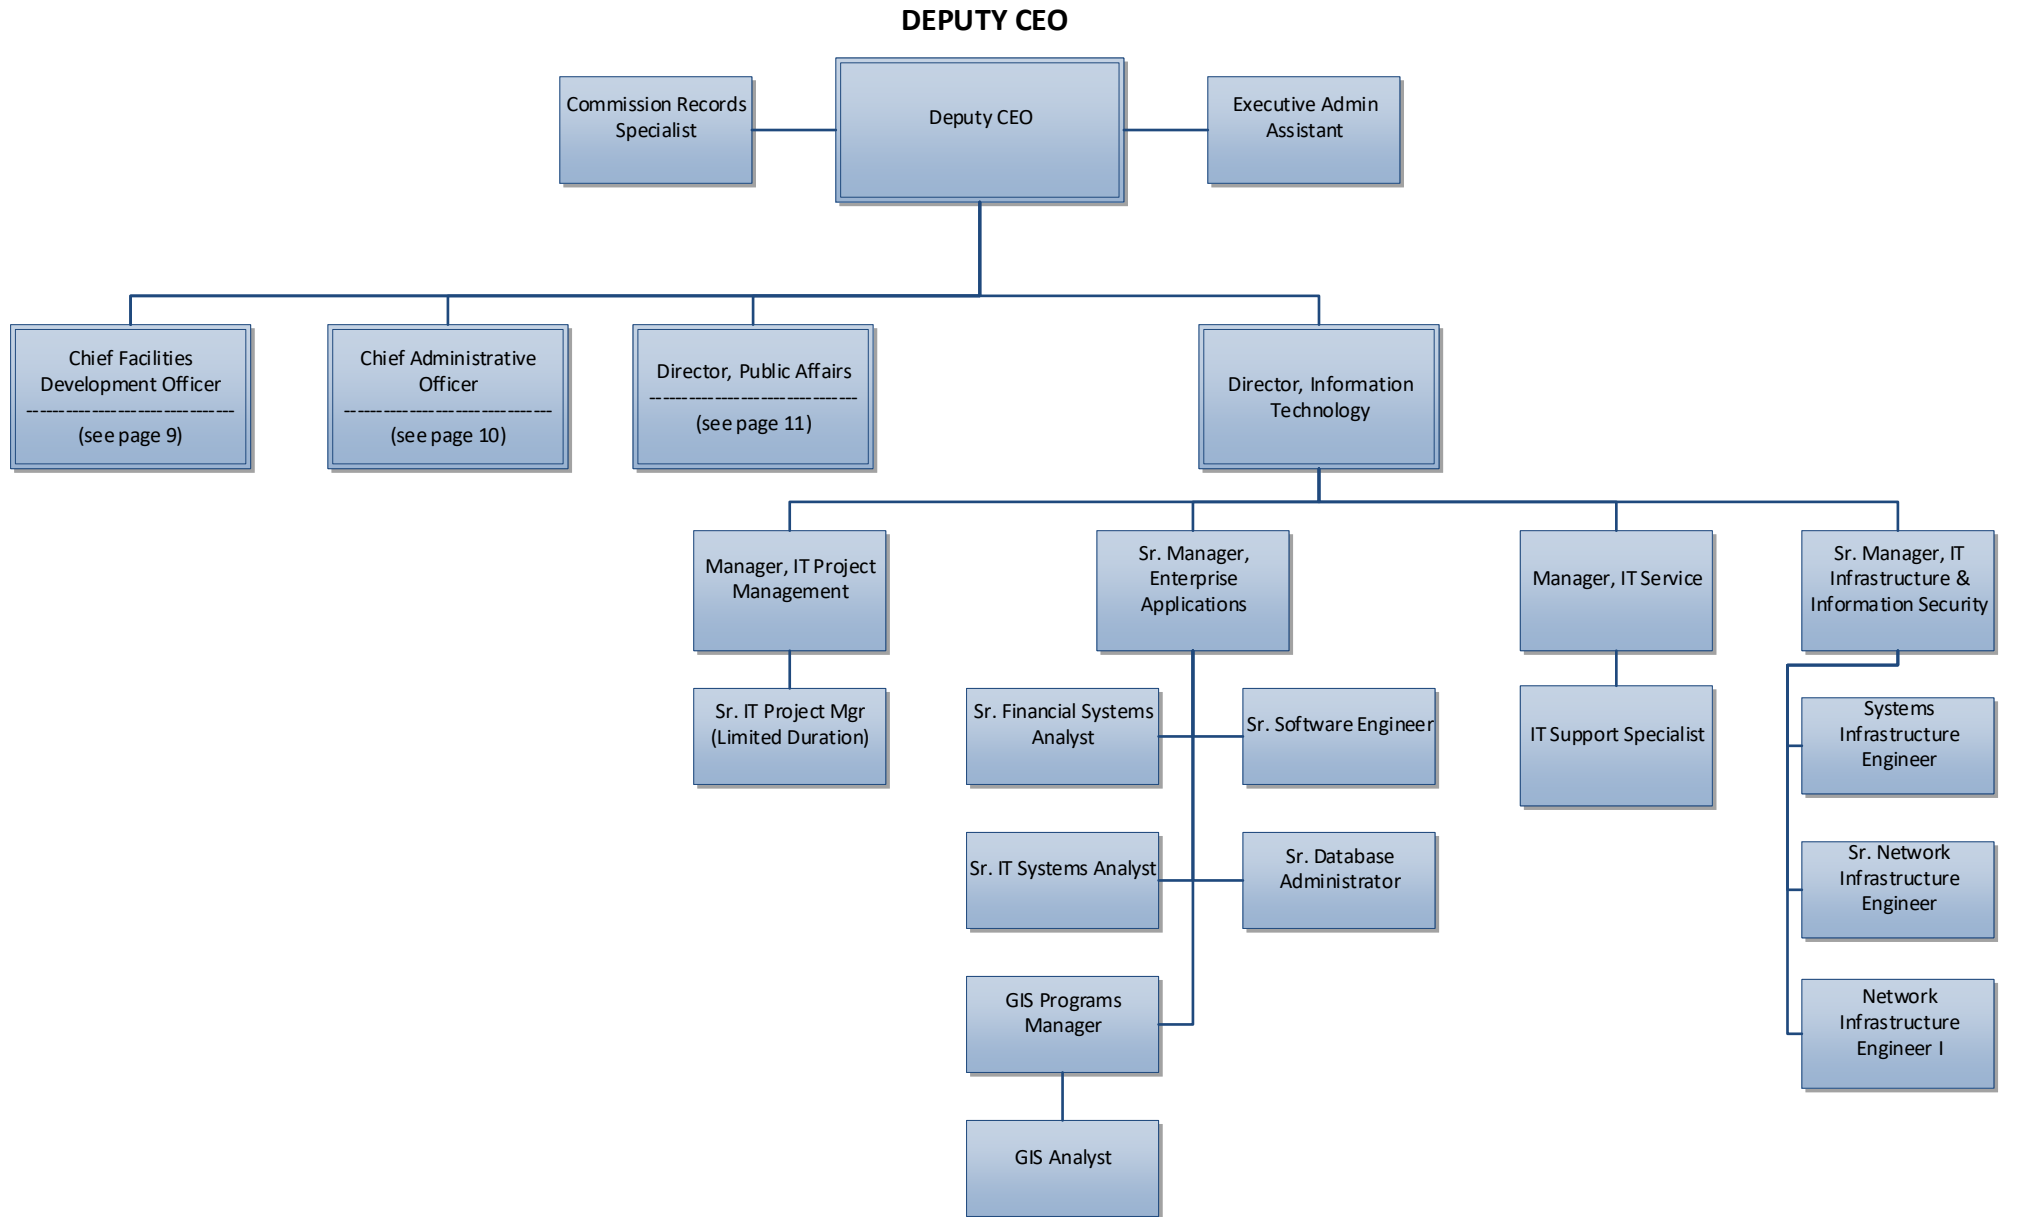 DEPUTY CEO
Commission Records
Specialist
Deputy CEO
Executive Admin
Assistant
Chief Facilities
Development Officer
--------------------------------
(see page 9)
Chief Administrative
Officer
--------------------------------
(see page 10)
Director, Public Affairs
--------------------------------
(see page 11)
Director, Information
Technology
Manager, IT Project
Management
Sr. Manager,
Enterprise
Applications
Manager, IT Service
Sr. Manager, IT
Infrastructure &
Information Security
Sr. IT Project Mgr
(Limited Duration)
Sr. Financial Systems
Analyst
Sr. Software Engineer
IT Support Specialist
Systems
Infrastructure
Engineer
Sr. IT Systems Analyst
Sr. Database
Administrator
Sr. Network
Infrastructure
Engineer
GIS Programs
Manager
Network
Infrastructure
Engineer I
GIS Analyst